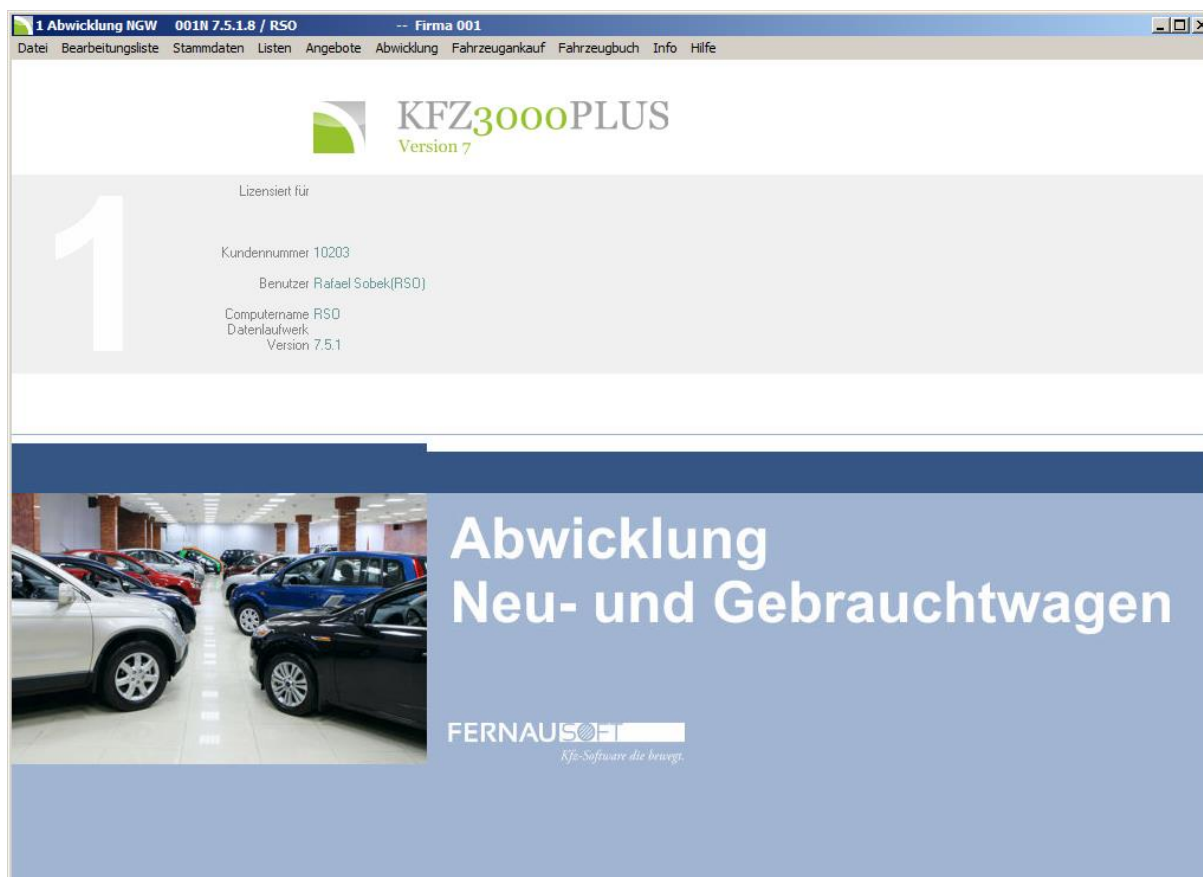 1 Abwicklung NGW 001N 7.5.1.8 / RSO -- Firma 001
Datei Bearbeitungsliste Stammdaten Listen Angebote Abwicklung Fahrzeugankauf Fahrzeugbuch Info Hilfe
KFZ3000PLUS
Version 7
1
Lizensiert für
Kundennummer 10203
Benutzer Rafael Sobek(RSO)
Computername RSO
Datenlaufwerk
Version 7.5.1
Abwicklung
Neu- und Gebrauchtwagen
FERNAUSOFT
Kfz-Software die bewegt.